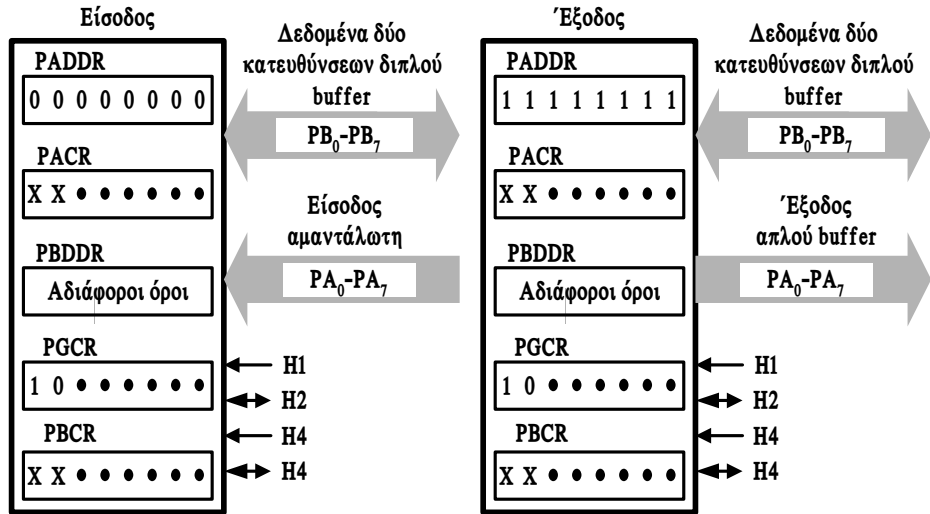 Είσοδος
PADDR
0 0 0 0 0 0 0 0
PACR
X X • • • • • •
PBDDR
Αδιάφοροι όροι
PGCR
1 0 • • • • • •
PBCR
X X • • • • • •
Δεδομένα δύο
κατευθύνσεων διπλού
buffer
PB0-PB7
Είσοδος
αμαντάλωτη
PA0-PA7
H1
H2
H4
H4
Έξοδος
PADDR
1 1 1 1 1 1 1 1
PACR
X X • • • • • •
PBDDR
Αδιάφοροι όροι
PGCR
1 0 • • • • • •
PBCR
X X • • • • • •
Δεδομένα δύο
κατευθύνσεων διπλού
buffer
PB0-PB7
Έξοδος
απλού buffer
PA0-PA7
H1
H2
H4
H4